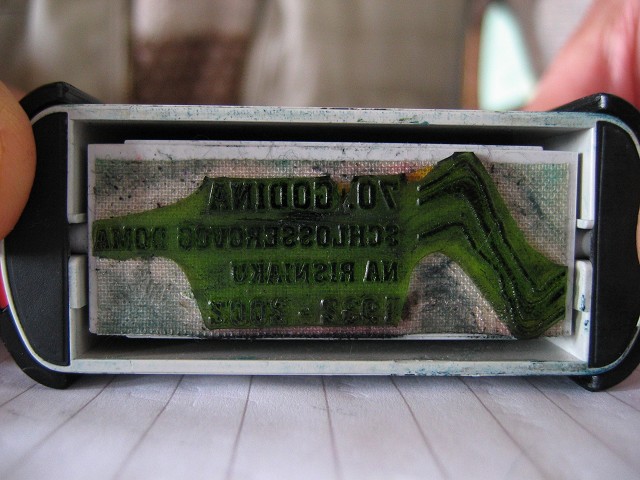 70. GODINA
SCHLOSSEROVOG DOMA
NA RISNJAKU
1932 - 2002